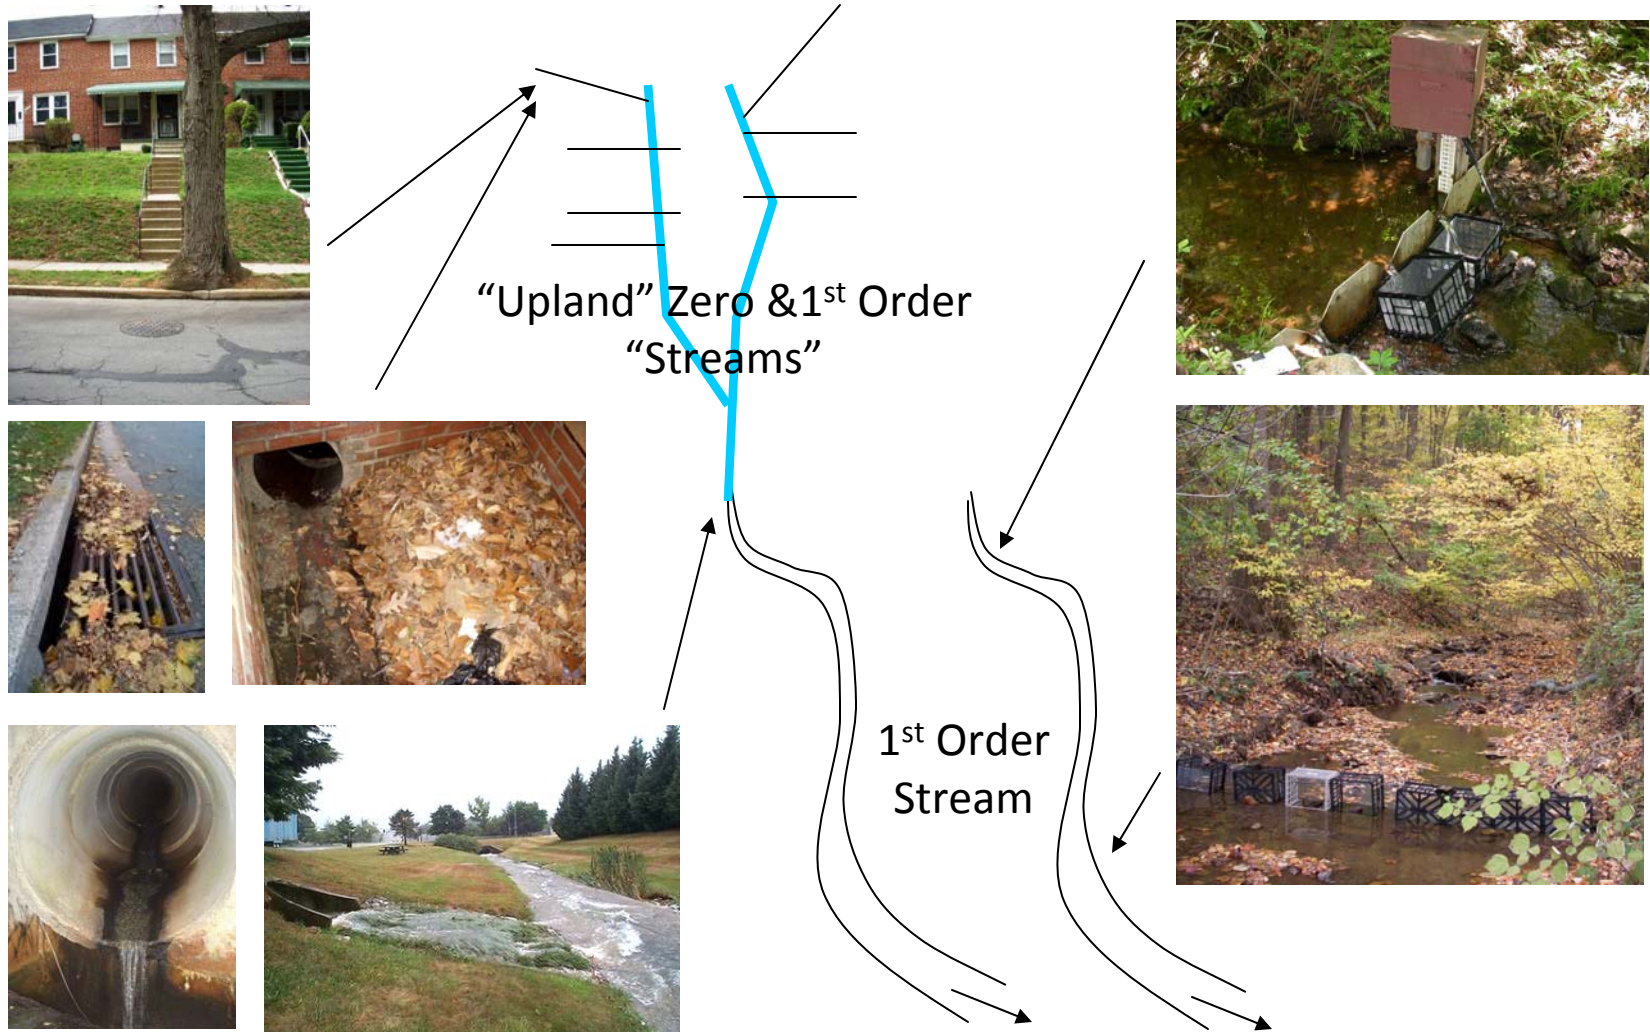 “Upland” Zero &1st Order
“Streams”
1st Order
Stream